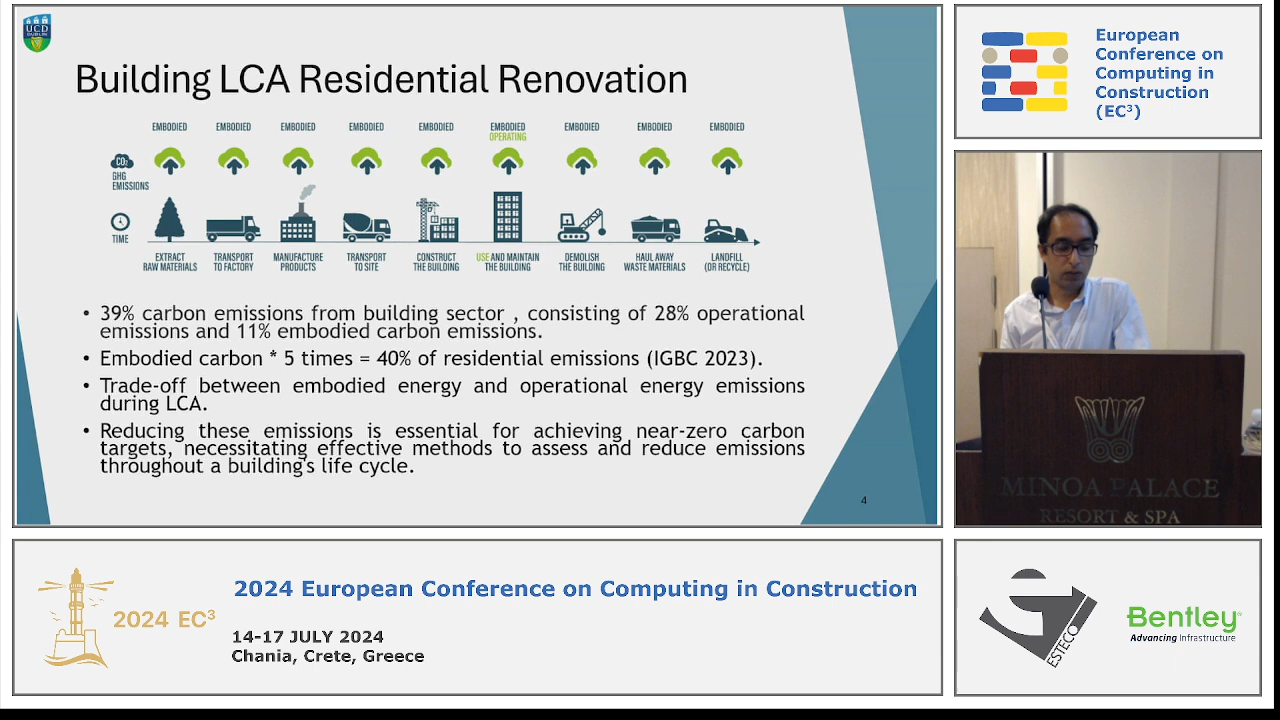 UCD
DUBLIN
Building LCA Residential Renovation
EMBODIED EMBODIED EMBODIED EMBODIED EMBODIED EMBODIED EMBODIED EMBODIED EMBODIED
OPERATING
CO₂
GHG
EMISSIONS
TIME
EXTRACT
RAW MATERIALS
TRANSPORT
TO FACTORY
MANUFACTURE
PRODUCTS
TRANSPORT
TO SITE
CONSTRUCT
THE BUILDING
USE AND MAINTAIN
THE BUILDING
DEMOLISH
THE BUILDING
HAUL AWAY
WASTE MATERIALS
LANDFILL
(OR RECYCLE)
• 39% carbon emissions from building sector , consisting of 28% operational
emissions and 11% embodied carbon emissions.
• Embodied carbon * 5 times = 40% of residential emissions (IGBC 2023).
• Trade-off between embodied energy and operational energy emissions
during LCA.
• Reducing these emissions is essential for achieving near-zero carbon
targets, necessitating effective methods to assess and reduce emissions
throughout a building's life cycle.
4
European
Conference on
Computing in
Construction
(EC³)
MINOA PALACE
RESORT & SPA
2024 EC³
2024 European Conference on Computing in Construction
14-17 JULY 2024
Chania, Crete, Greece
ESTECO
Bentley
Advancing Infrastructure